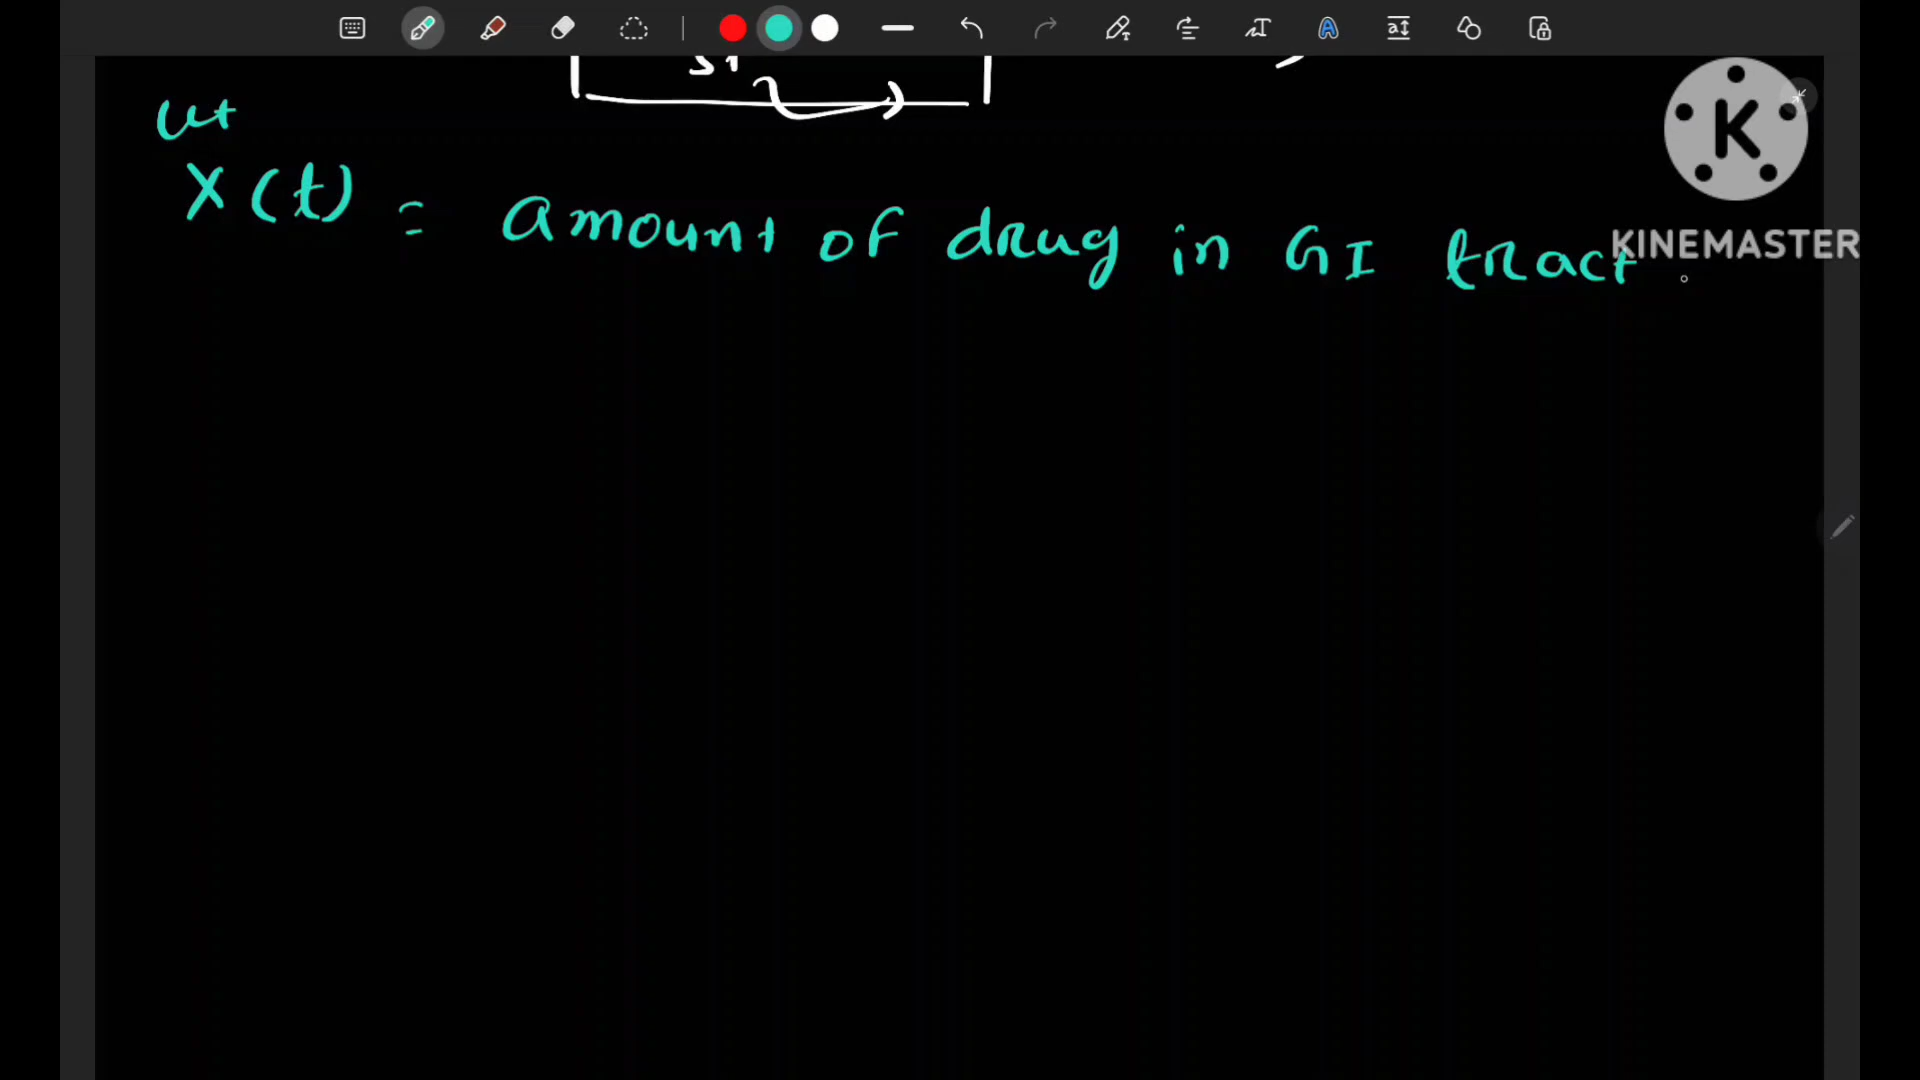 let
X(t) = amount of drug in GI tract
K
KINEMASTER